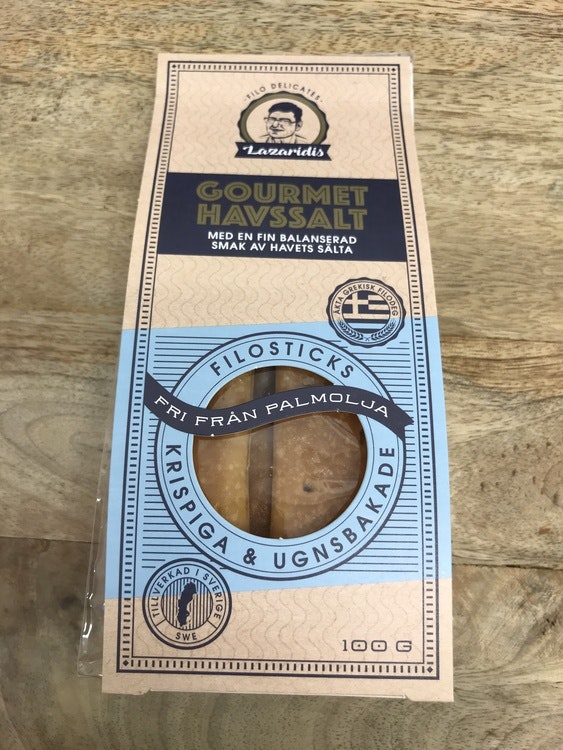 FILO DELICATES
Lazaridis
GOURMET
HAVSSALT
MED EN FIN BALANSERAD
SMAK AV HAVETS SÄLTA
ÄKTA GREKISK FILODEG
FILOSTICKS
FRI FRÅN PALMOLJA
KRISPIGA & UGNSBAKADE
TILLVERKAD I SVERIGE
SWE
100 G